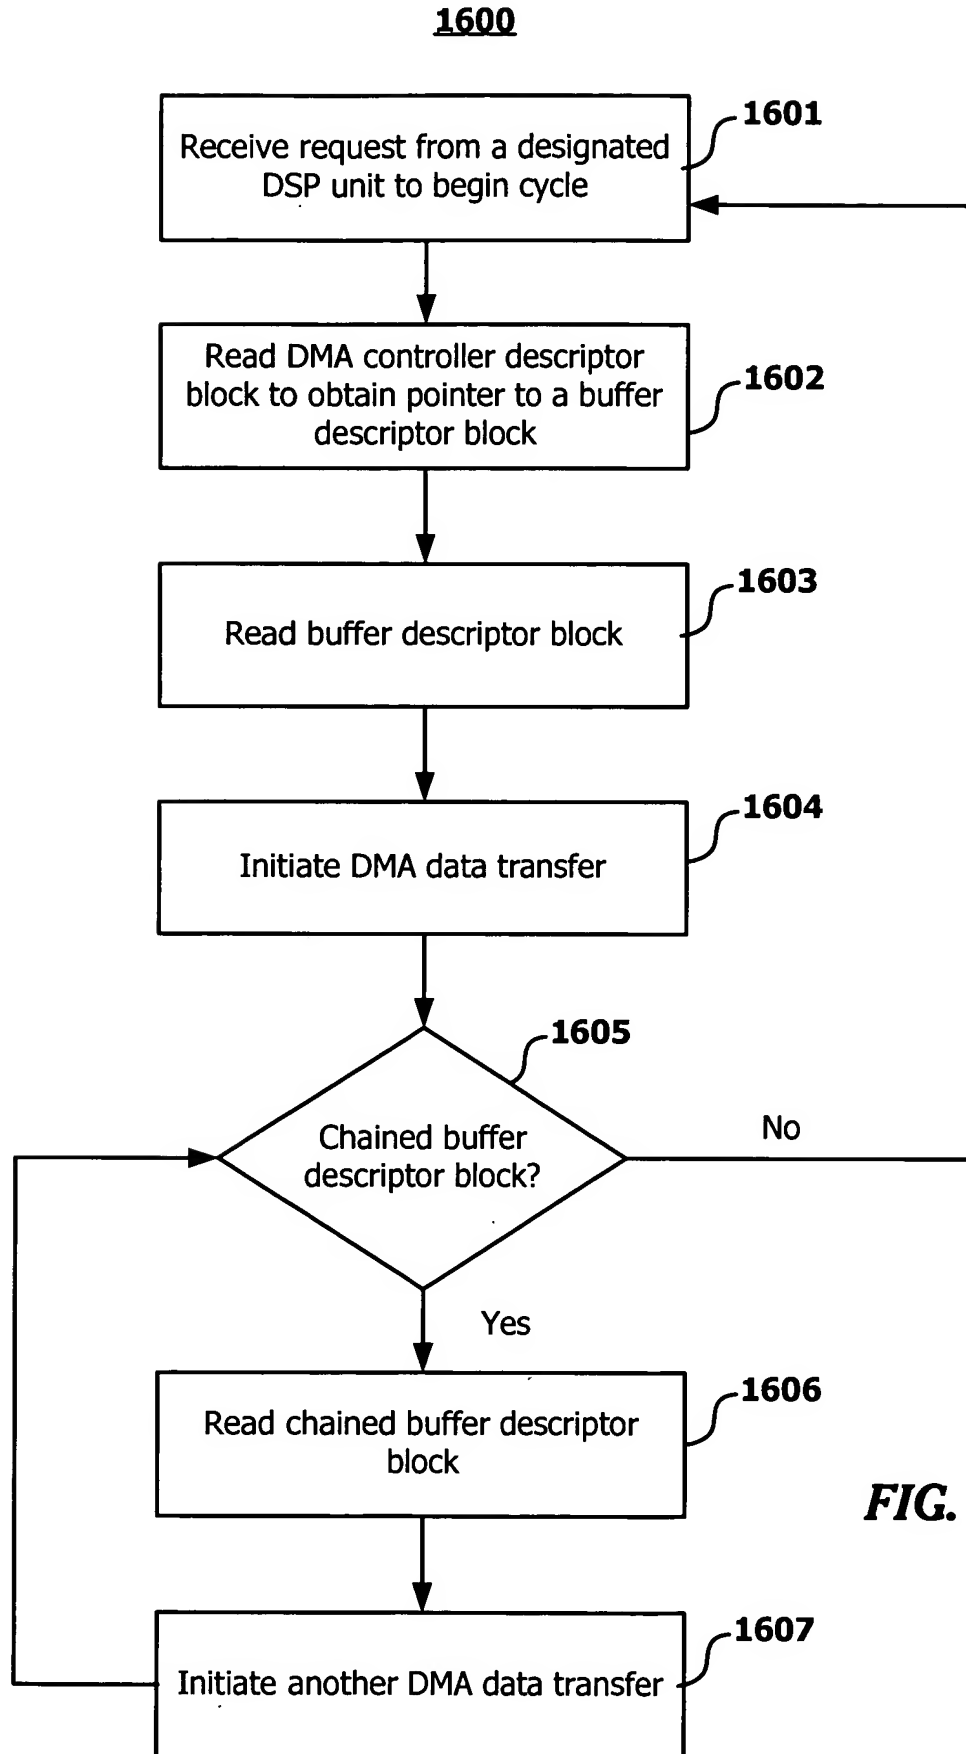 1600
1601
Receive request from a designated
DSP unit to begin cycle
Read DMA controller descriptor
block to obtain pointer to a buffer
descriptor block
1602
1603
Read buffer descriptor block
1604
Initiate DMA data transfer
1605
Chained buffer
descriptor block?
No
Yes
1606
Read chained buffer descriptor
block
FIG.
1607
Initiate another DMA data transfer